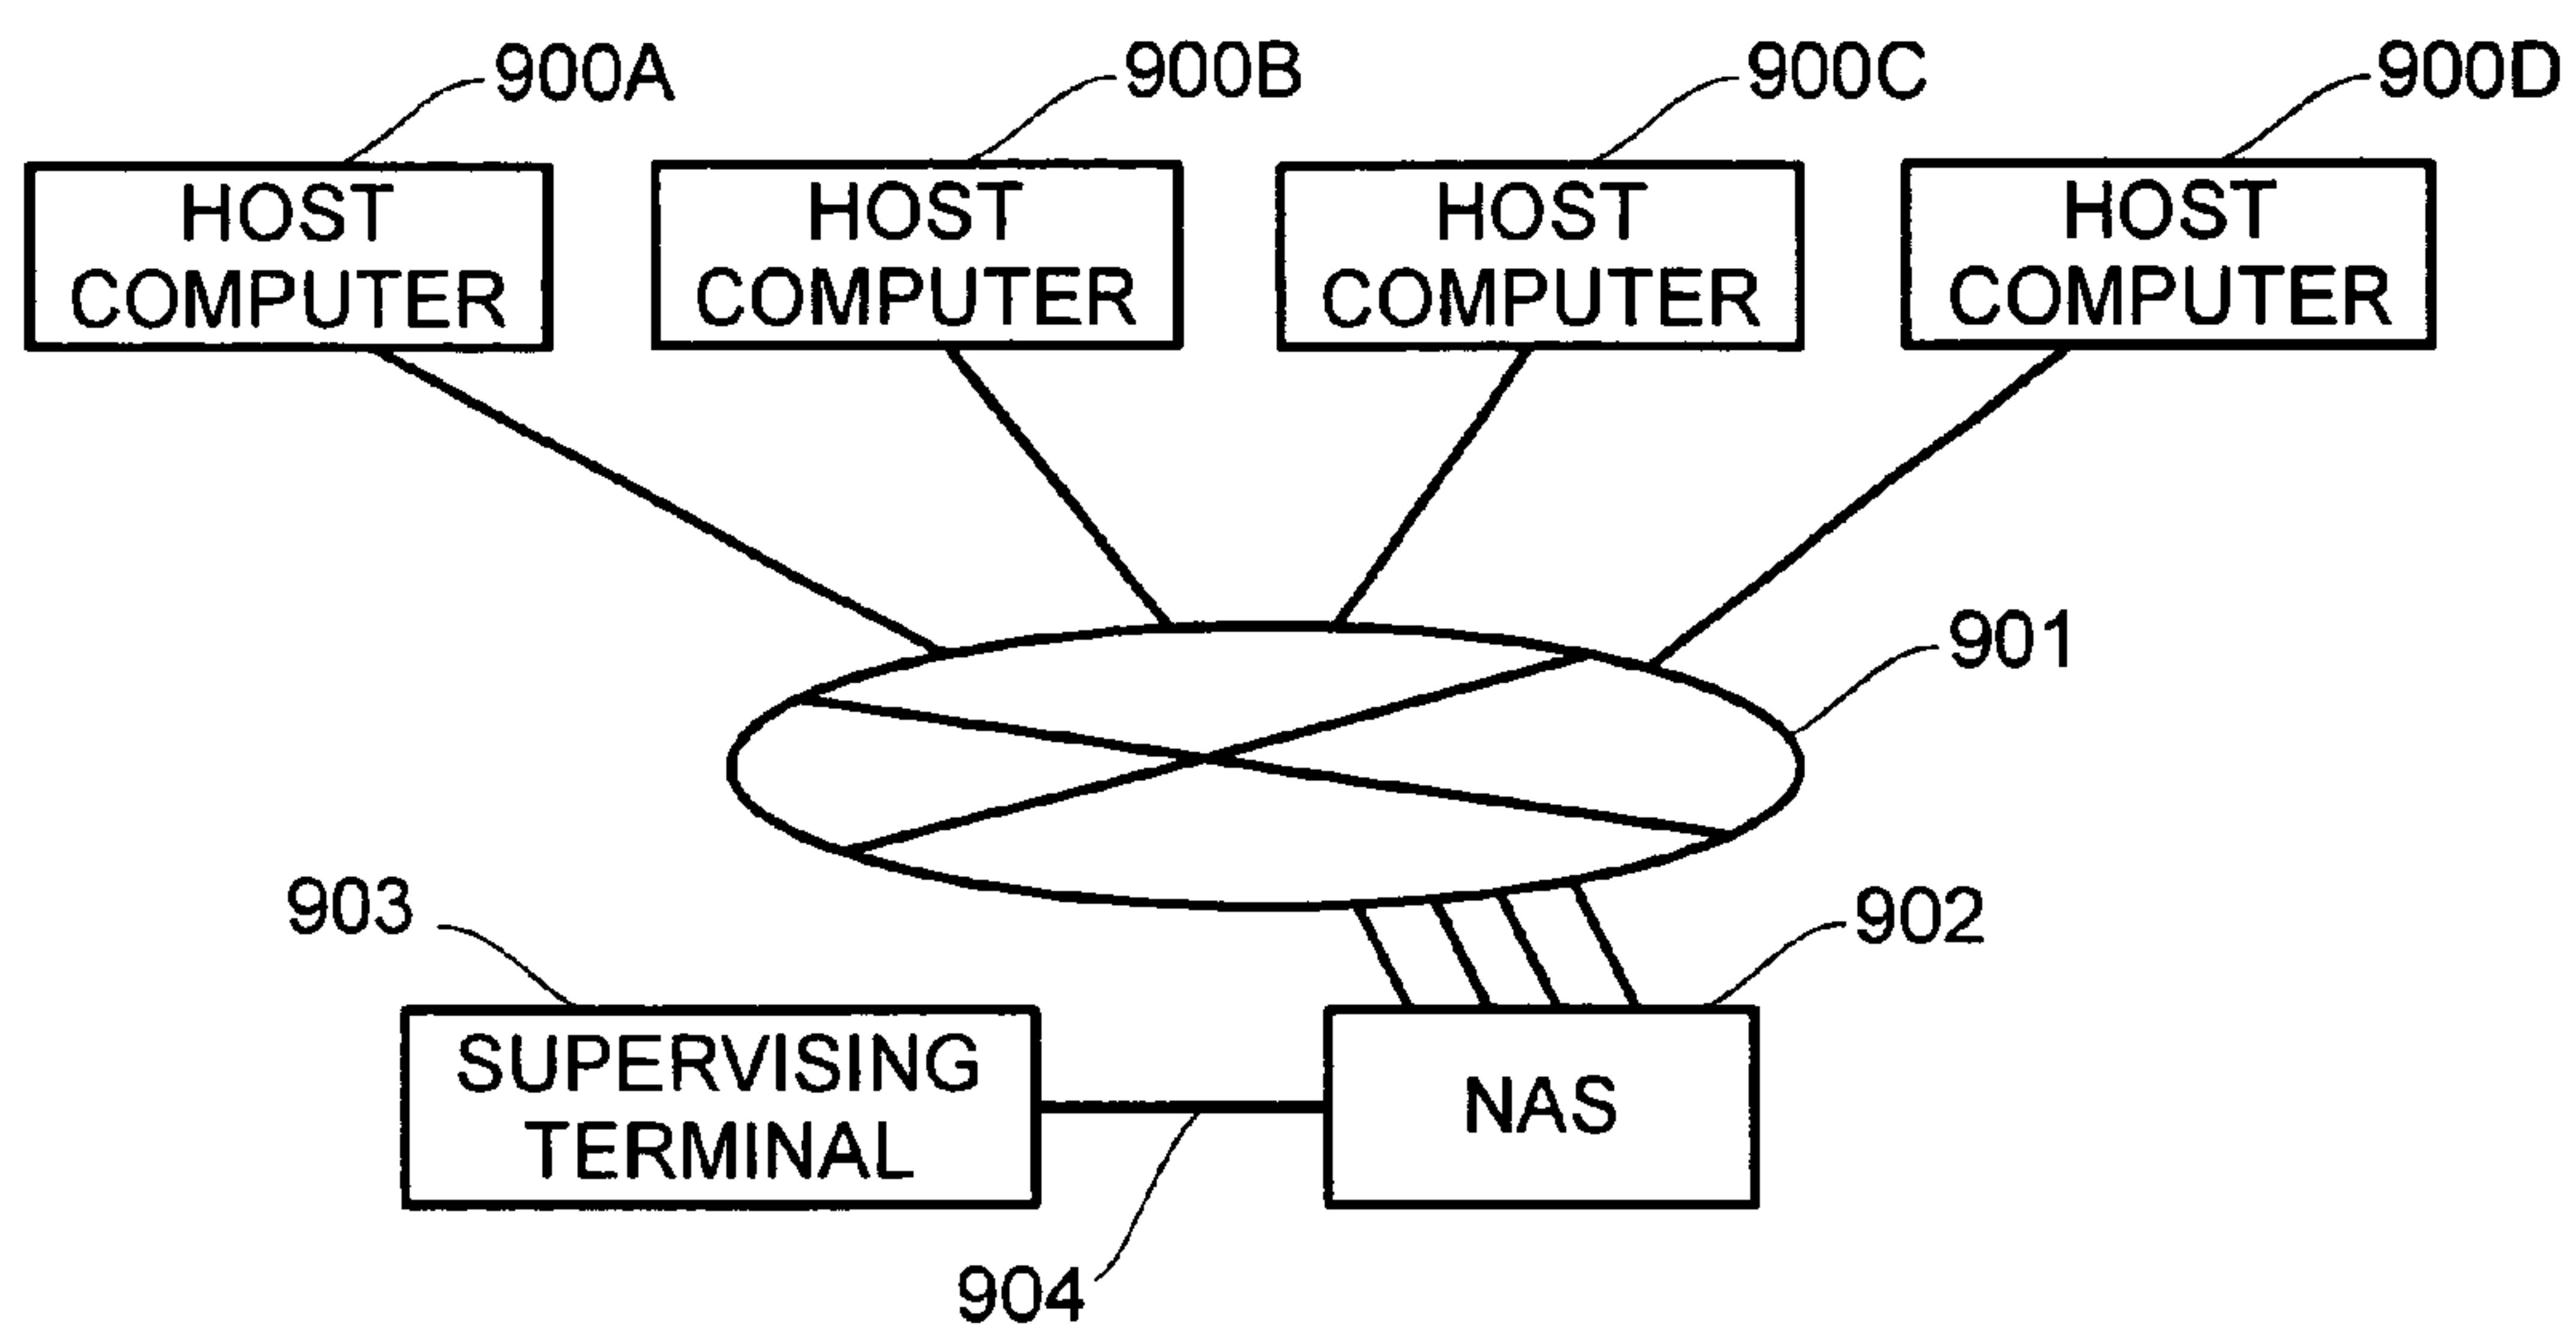 900A
900B
900C
900D
HOST
COMPUTER
HOST
COMPUTER
HOST
COMPUTER
HOST
COMPUTER
901
903
902
SUPERVISING
TERMINAL
NAS
904